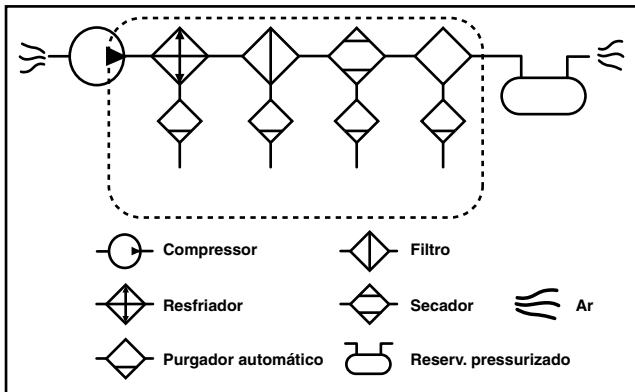 Compressor
Filtro
Resfriador
Secador
Ar
Purgador automático
Reserv. pressurizado